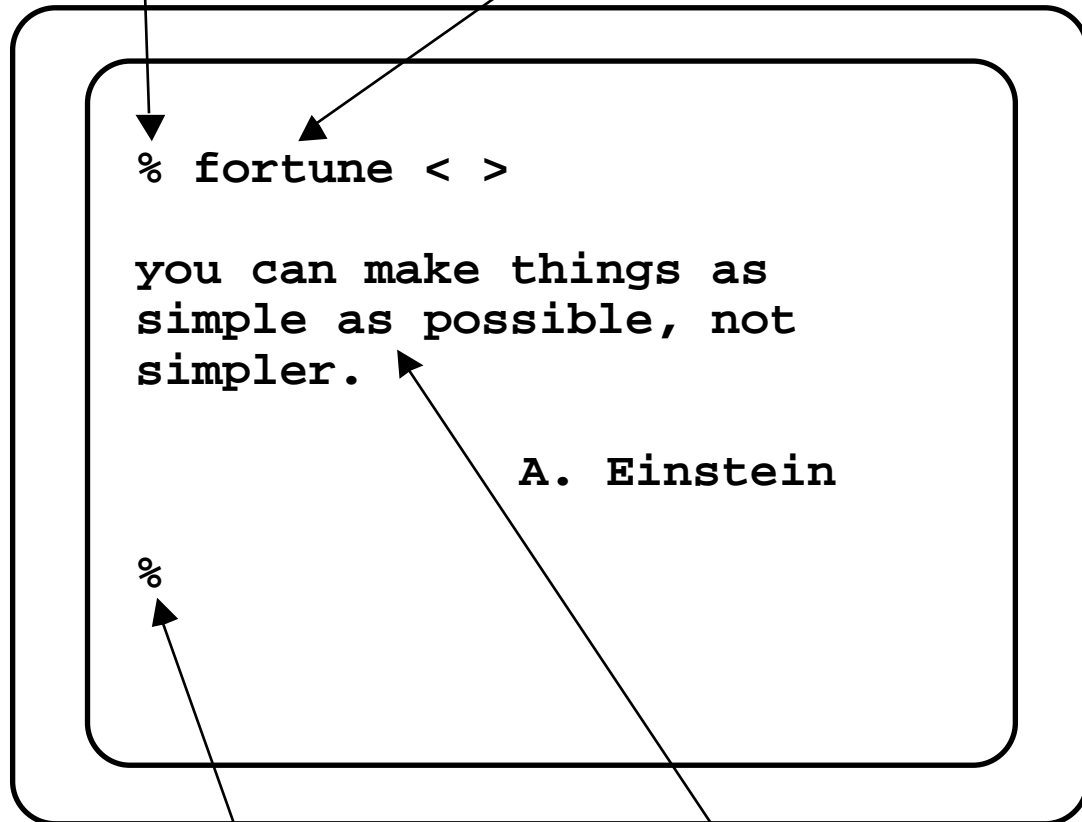 % fortune < >
you can make things as
simple as possible, not
simpler.
A. Einstein
%